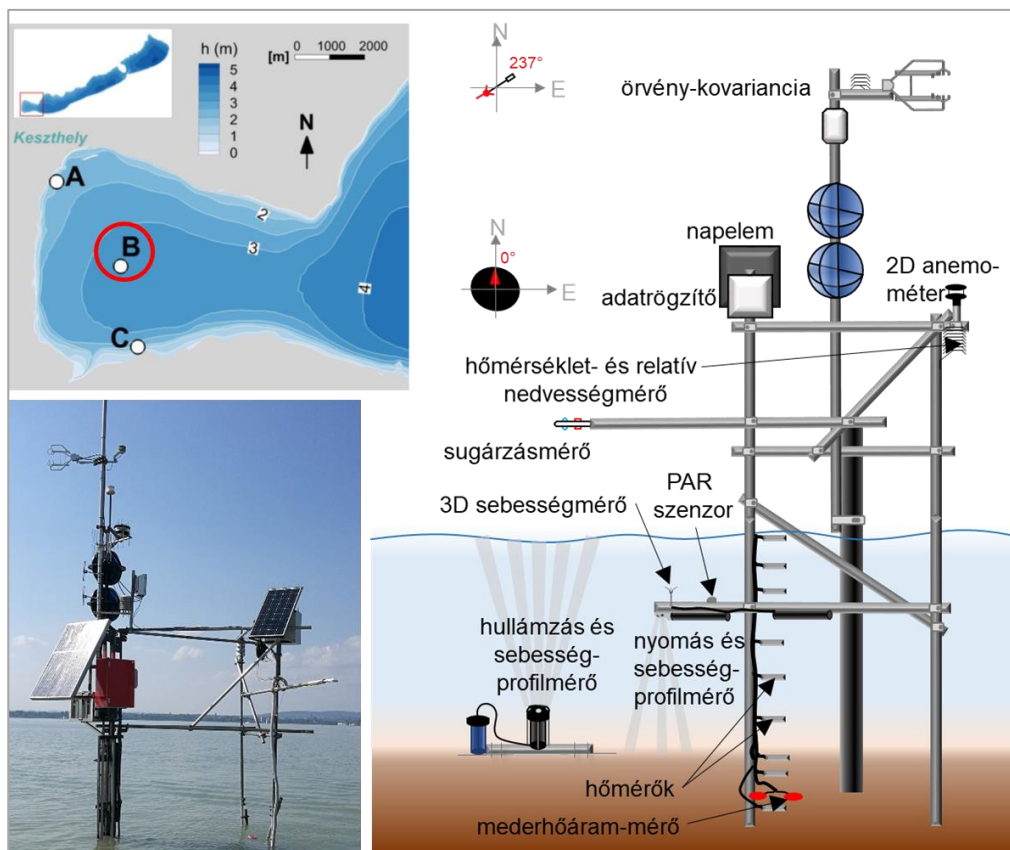 h (m)
5
4
3
2
1
0
[m] 0 1000 2000
N
Keszthely
A
B
C
2
3
4
N
237°
E
örvény-kovariancia
N
0°
E
napelem
adatrögzítő
2D anemo-
méter
hőmérséklet- és relatív
nedvességmérő
sugárzásmérő
3D sebességmérő
PAR
szenzor
hullámzás és
sebesség-
profilmérő
nyomás és
sebesség-
profilmérő
hőmérők
mederhőáram-mérő